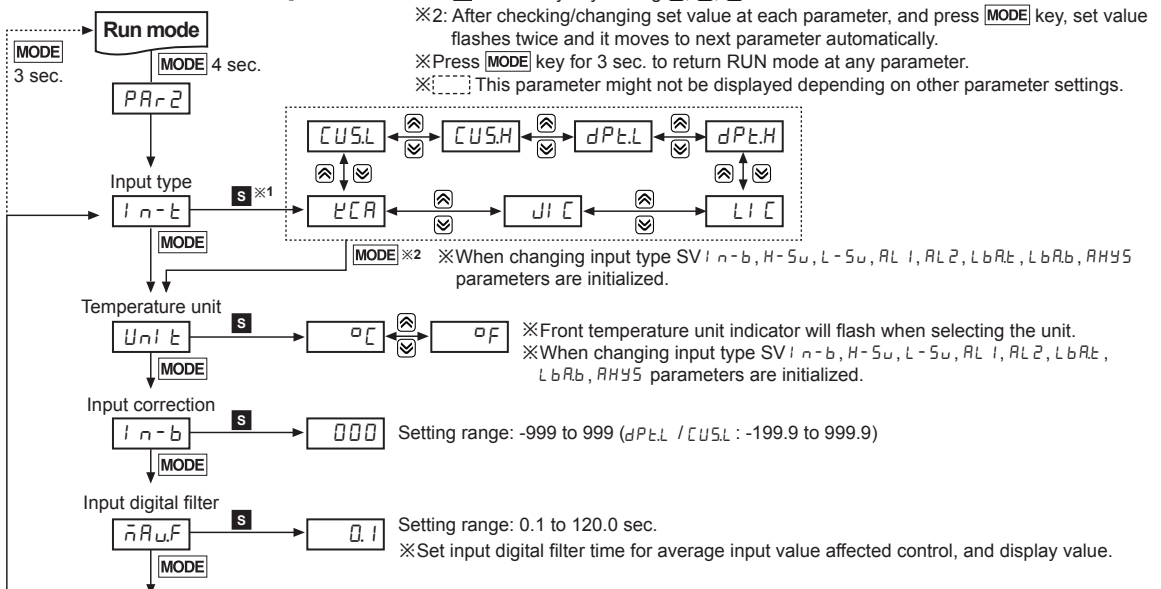 ※2: After checking/changing set value at each parameter, and press MODE key, set value
flashes twice and it moves to next parameter automatically.
※Press MODE key for 3 sec. to return RUN mode at any parameter.
※ This parameter might not be displayed depending on other parameter settings.
Run mode
MODE
3 sec.
MODE 4 sec.
PAr2
CUS.L
CUS.H
dPt.L
dPt.H
Input type
In-t
S ※1
KCA
JIC
LIC
MODE
MODE ※2
※When changing input type SV In-b, H-Sv, L-Sv, AL1, AL2, LbA.t, LbA.b, AHYS
parameters are initialized.
Temperature unit
UnIt
S
°C
°F
※Front temperature unit indicator will flash when selecting the unit.
※When changing input type SV In-b, H-Sv, L-Sv, AL1, AL2, LbA.t,
LbA.b, AHYS parameters are initialized.
MODE
Input correction
In-b
S
000
Setting range: -999 to 999 (dPt.L / CUS.L : -199.9 to 999.9)
MODE
Input digital filter
MAv.F
S
0.1
Setting range: 0.1 to 120.0 sec.
※Set input digital filter time for average input value affected control, and display value.
MODE